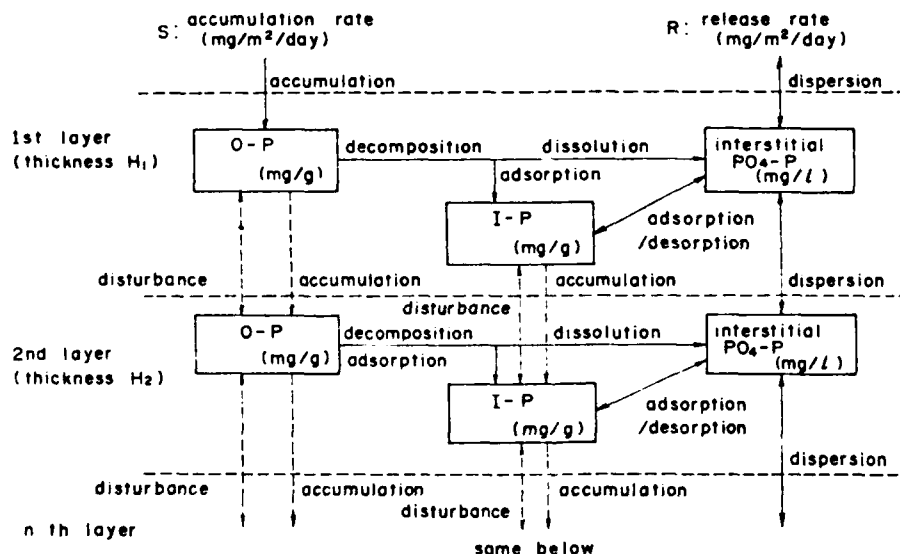 S: accumulation rate
(mg/m²/day)
R: release rate
(mg/m²/day)
accumulation
dispersion
1st layer
(thickness H₁)
O-P
(mg/g)
decomposition
dissolution
adsorption
interstitial
PO₄-P
(mg/l)
I-P
(mg/g)
adsorption
/desorption
disturbance
accumulation
accumulation
dispersion
disturbance
2nd layer
(thickness H₂)
O-P
(mg/g)
decomposition
dissolution
adsorption
interstitial
PO₄-P
(mg/l)
I-P
(mg/g)
adsorption
/desorption
dispersion
disturbance
accumulation
accumulation
disturbance
n th layer
same below